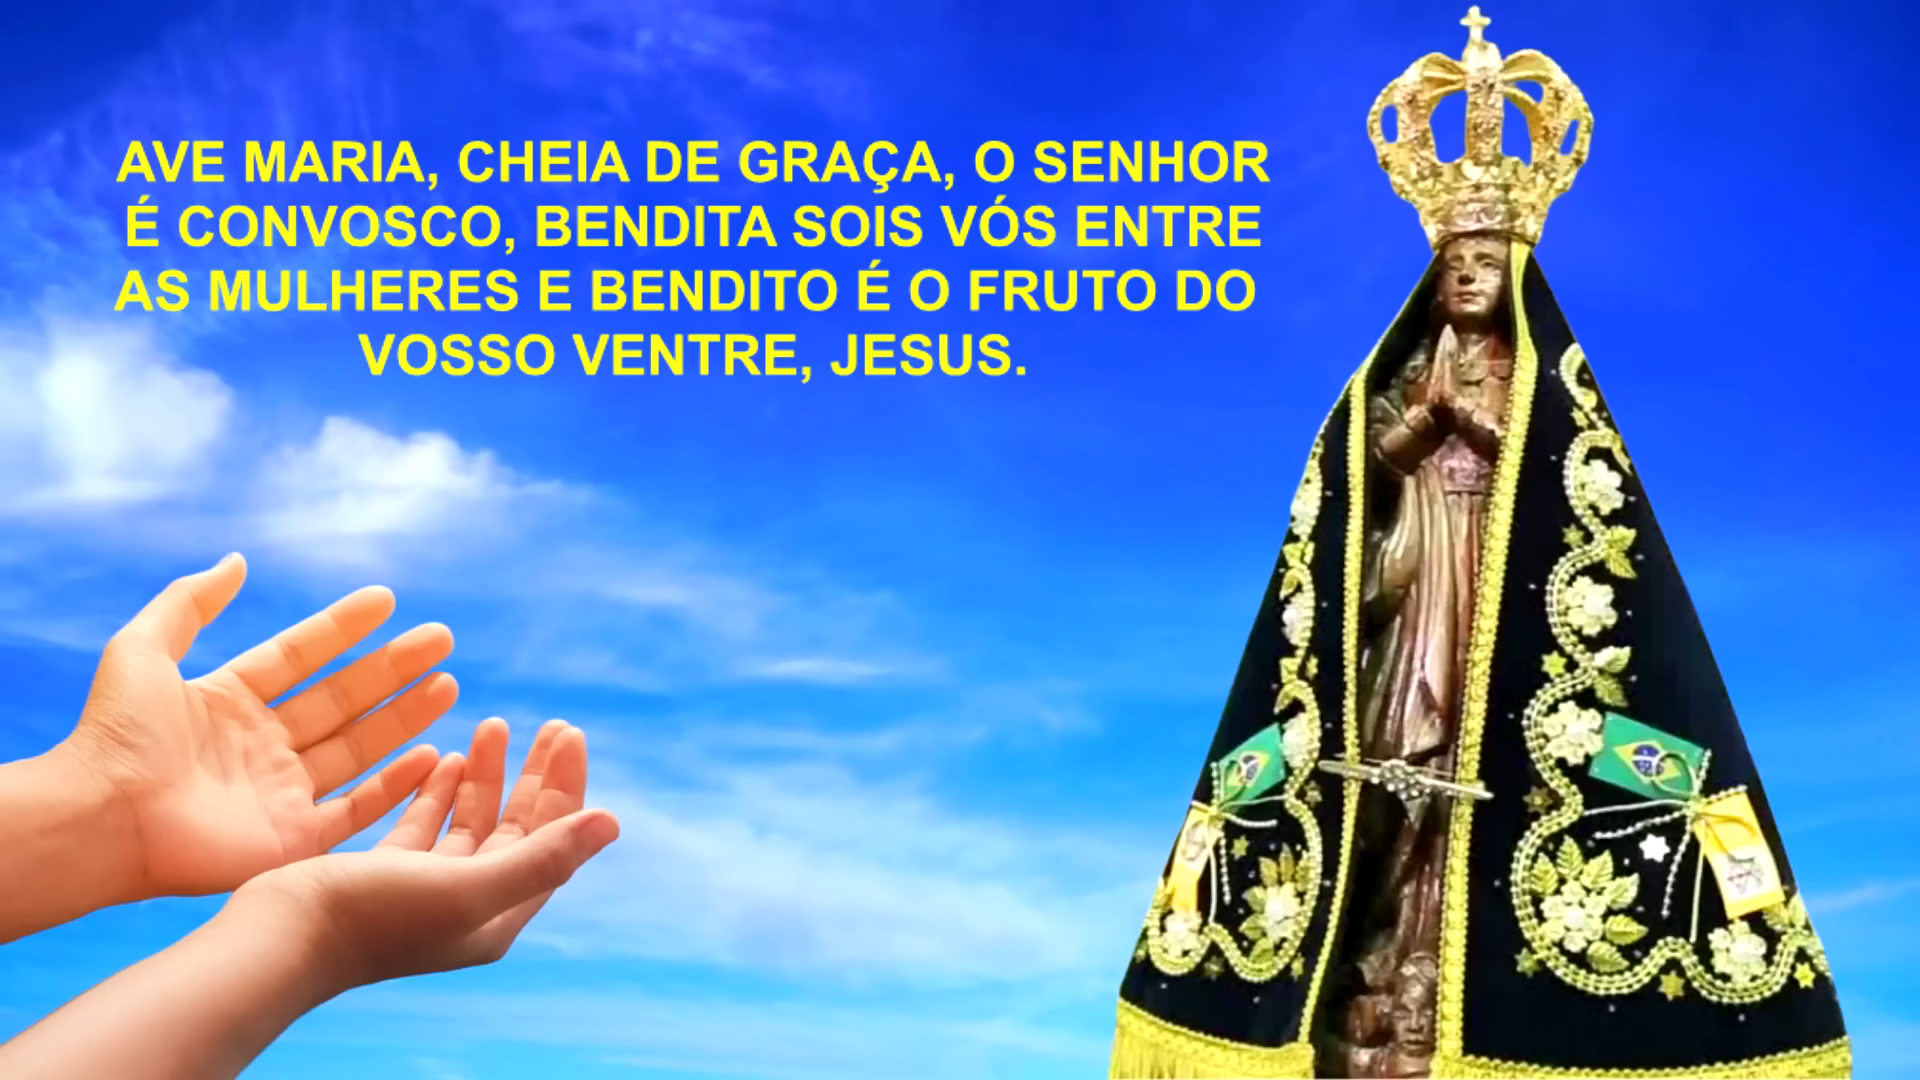 AVE MARIA, CHEIA DE GRAÇA, O SENHOR
É CONVOSCO, BENDITA SOIS VÓS ENTRE
AS MULHERES E BENDITO É O FRUTO DO
VOSSO VENTRE, JESUS.